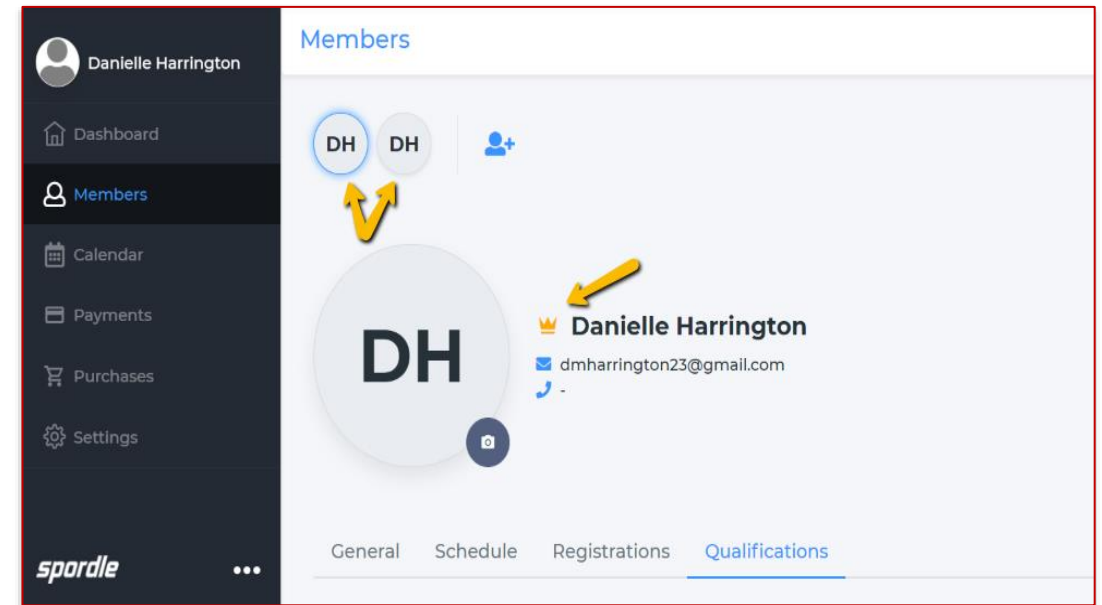 Danielle Harrington
Dashboard
Members
Calendar
Payments
Purchases
Settings
spordle
Members
DH DH
DH
Danielle Harrington
dmharrington23@gmail.com
-
General Schedule Registrations Qualifications